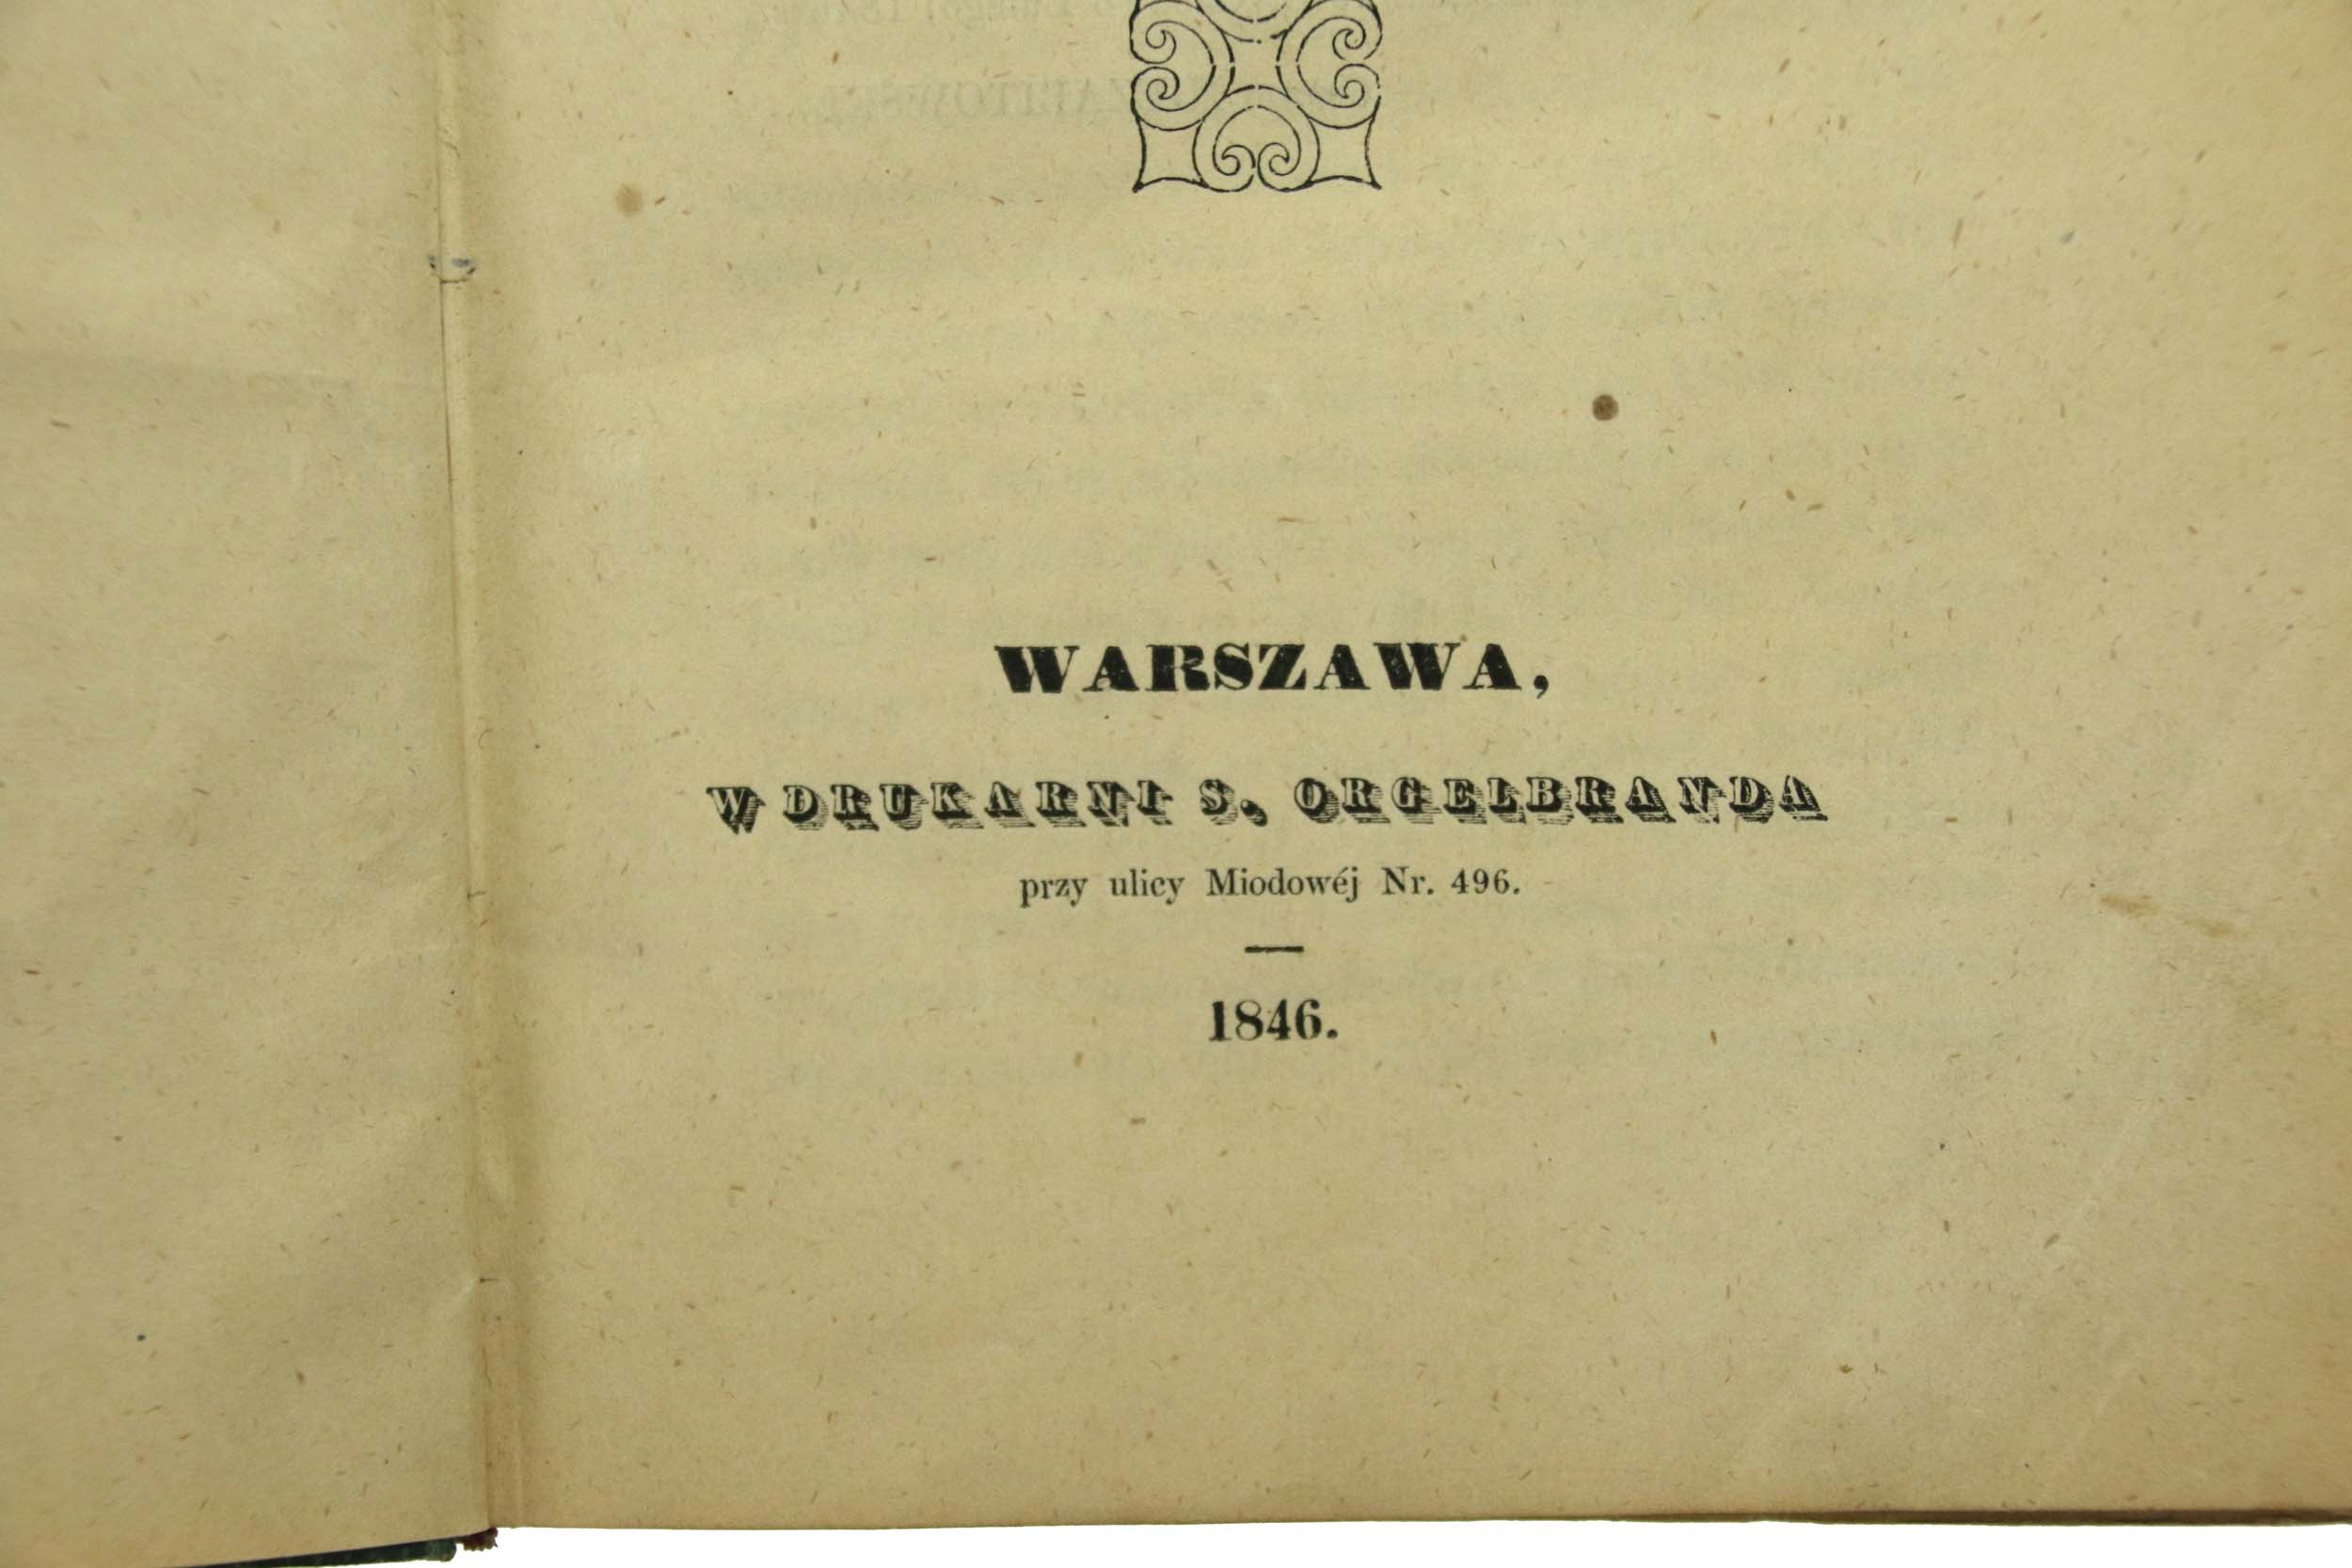 WARSZAWA,
W DRUKARNI S. ORGELBRANDA
przy ulicy Miodowéj Nr. 496.
1846.